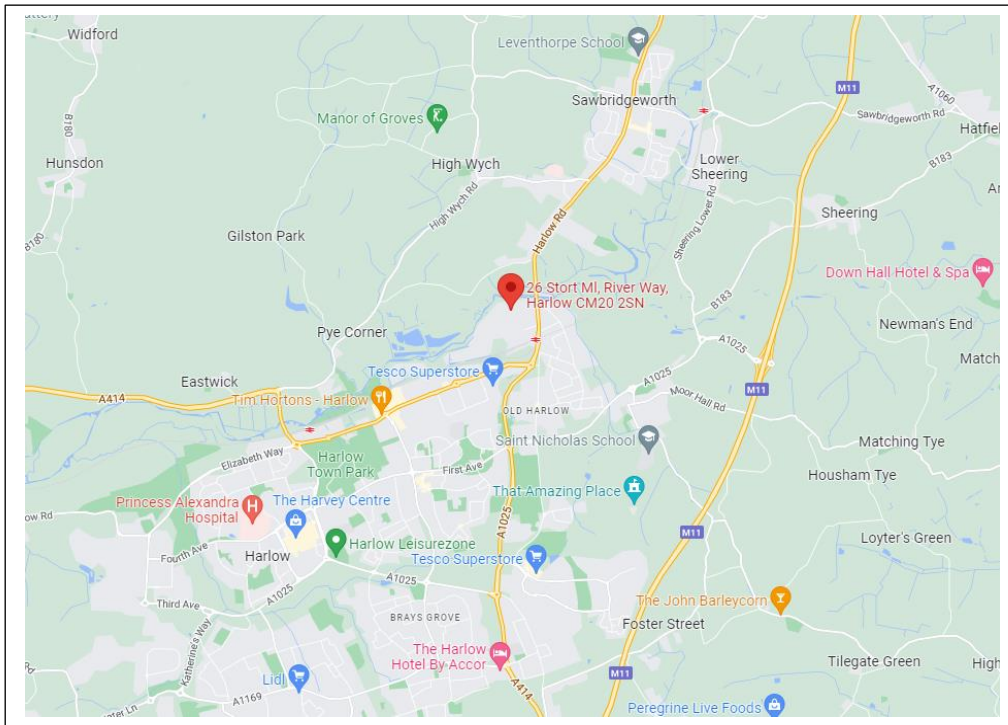 Widford
Leventhorpe School
M11
A1060
Sawbridgeworth
Manor of Groves
Sawbridgeworth Rd
Hatfi
B180
B183
Hunsdon
High Wych
Lower
Sheering
High Wych Rd
Harlow Rd
Sheering Lower Rd
Sheering
Gilston Park
B180
Down Hall Hotel & Spa
26 Stort Ml, River Way,
Harlow CM20 2SN
B183
Newman's End
Pye Corner
A1025
Match
Tesco Superstore
Eastwick
A1025
M11
Moor Hall Rd
A414
Tim Hortons - Harlow
OLD HARLOW
Saint Nicholas School
Matching Tye
Elizabeth Way
Harlow
Town Park
First Ave
Housham Tye
That Amazing Place
Princess Alexandra
Hospital
The Harvey Centre
ow Rd
A1025
M11
Loyter's Green
Fourth Ave
Harlow
Harlow Leisurezone
Tesco Superstore
A1025
Third Ave
A1025
The John Barleycorn
BRAYS GROVE
Foster Street
Katherine's Way
The Harlow
Hotel By Accor
Tilegate Green
High
Rd
Lidl
M11
A414
A1169
Peregrine Live Foods